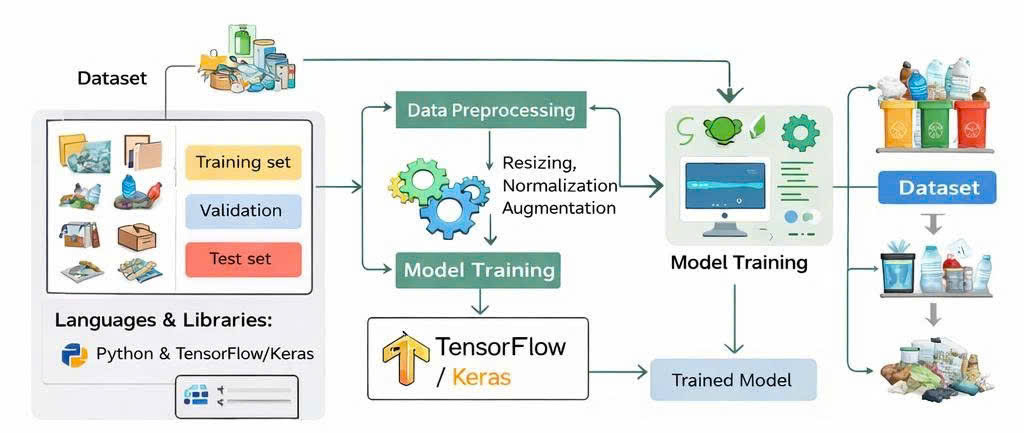 Dataset
Training set
Validation
Test set
Languages & Libraries:
Python & TensorFlow/Keras
Data Preprocessing
Resizing,
Normalization
Augmentation
Model Training
TensorFlow
/ Keras
Model Training
Trained Model
Dataset